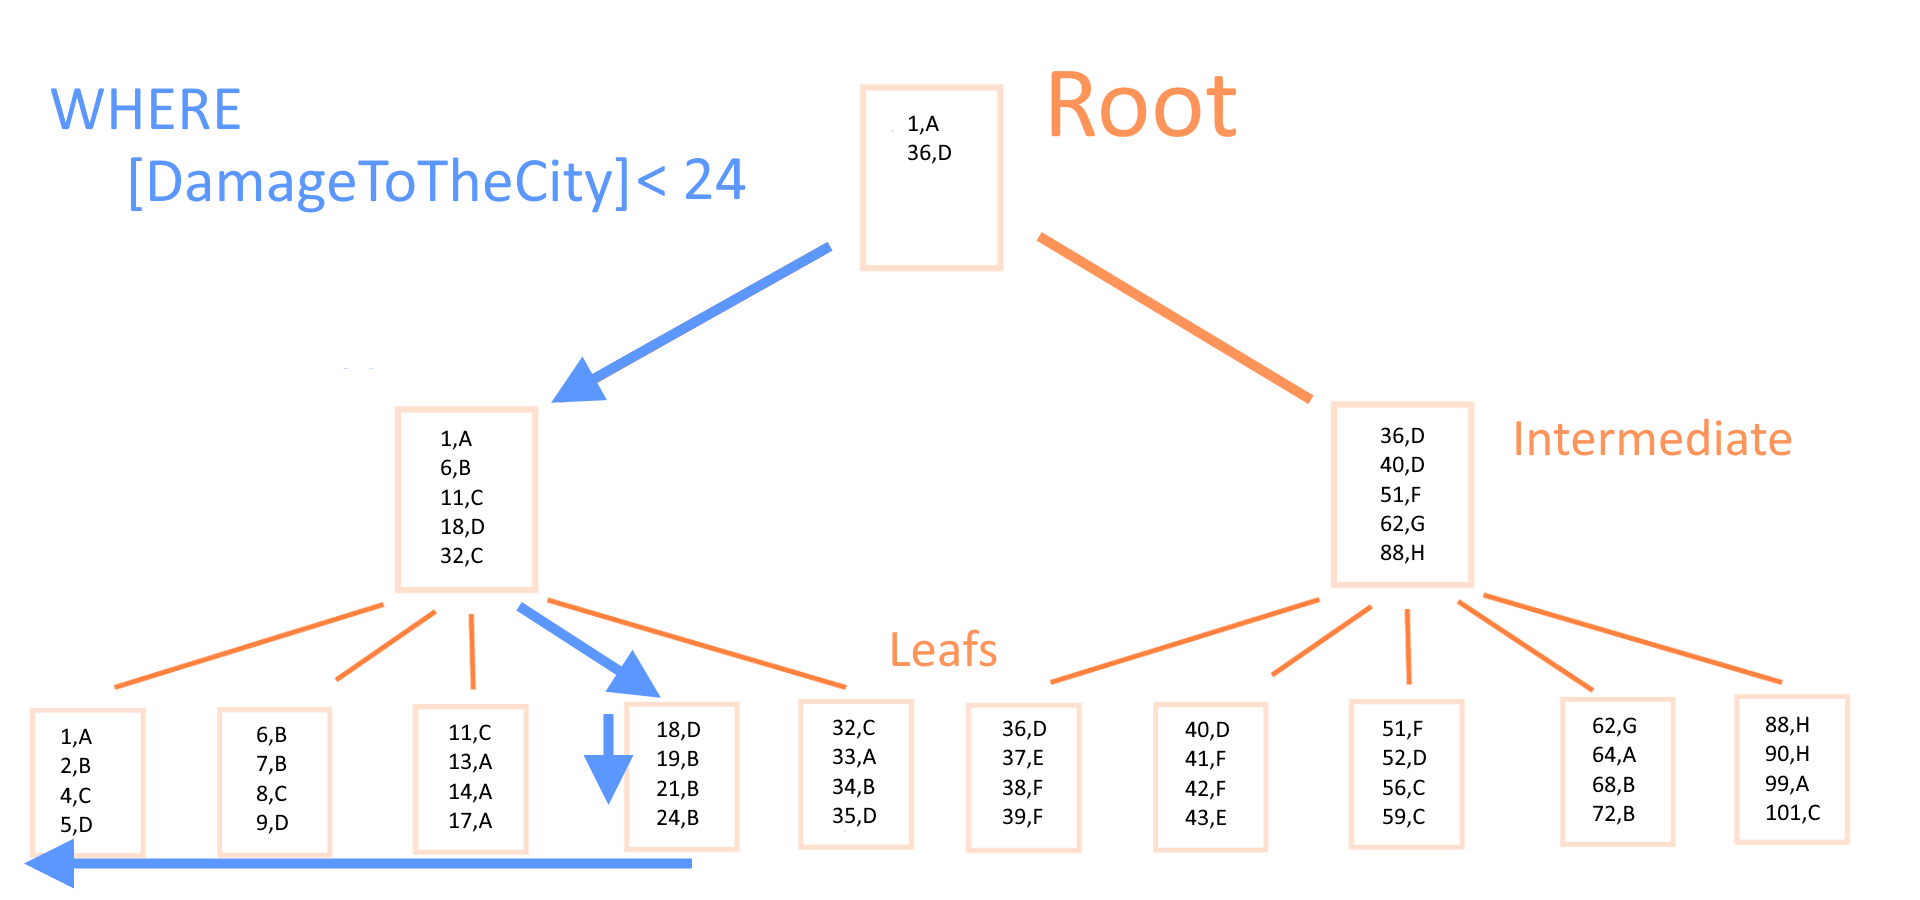 WHERE
[DamageToTheCity]< 24
Root
1,A
36,D
1,A
6,B
11,C
18,D
32,C
36,D
40,D
51,F
62,G
88,H
Intermediate
Leafs
1,A
2,B
4,C
5,D
6,B
7,B
8,C
9,D
11,C
13,A
14,A
17,A
18,D
19,B
21,B
24,B
32,C
33,A
34,B
35,D
36,D
37,E
38,F
39,F
40,D
41,F
42,F
43,E
51,F
52,D
56,C
59,C
62,G
64,A
68,B
72,B
88,H
90,H
99,A
101,C